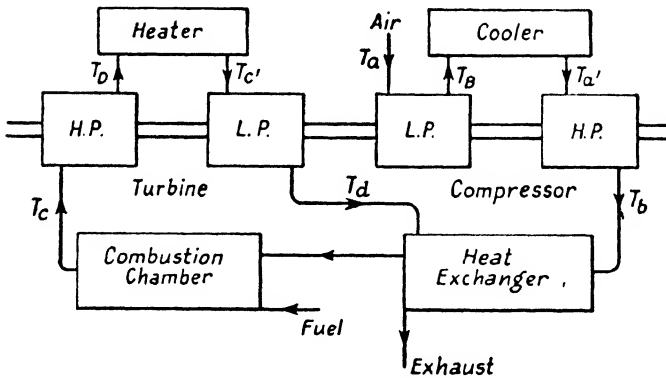 Heater
Air
Cooler
T_D
T_c'
T_a
T_B
T_a'
H.P.
L.P.
L.P.
H.P.
Turbine
T_d
Compressor
T_b
T_c
Combustion
Chamber
Heat
Exchanger
Fuel
Exhaust